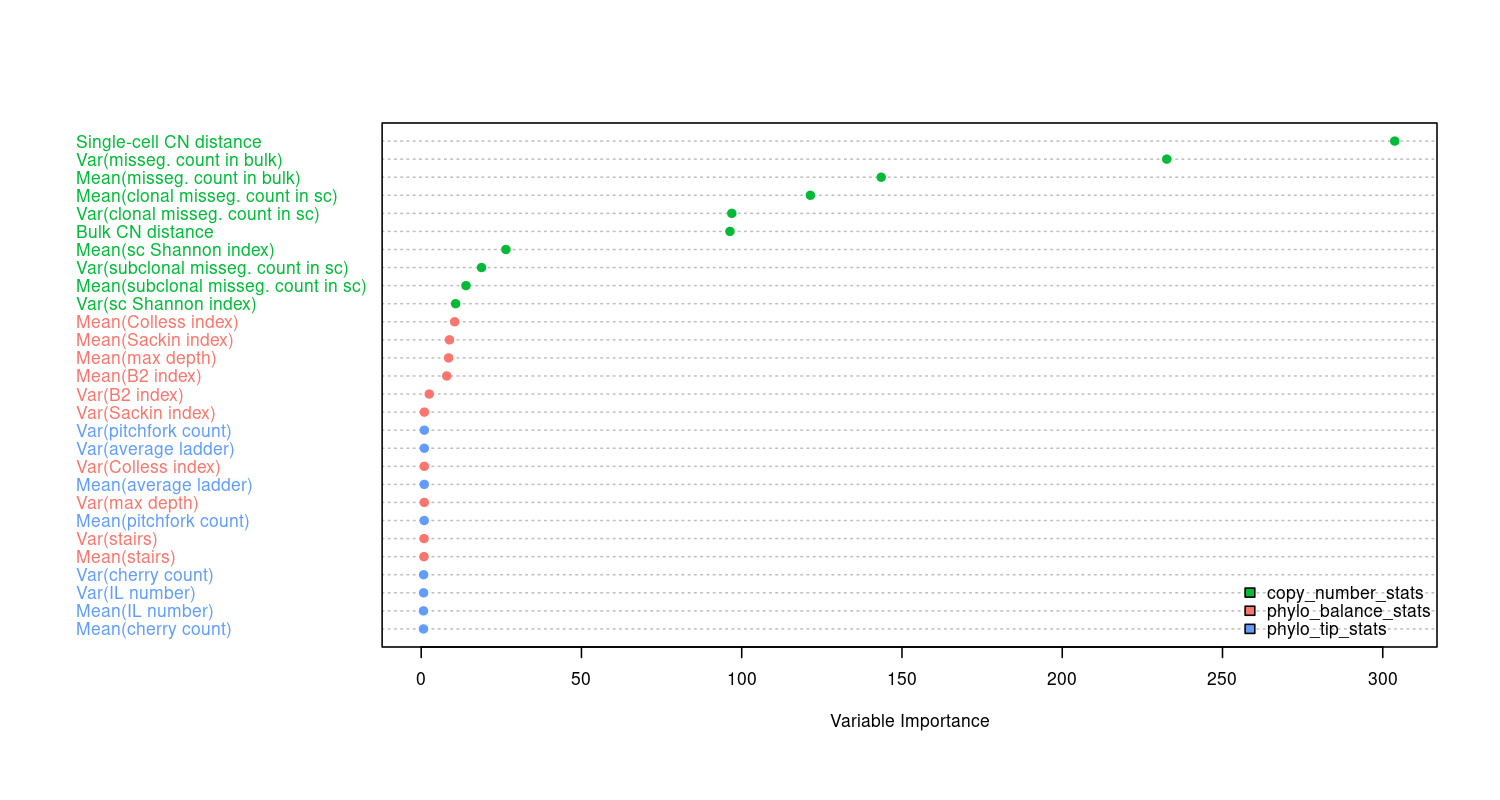 Single-cell CN distance
Var(misseg. count in bulk)
Mean(misseg. count in bulk)
Mean(clonal misseg. count in sc)
Var(clonal misseg. count in sc)
Bulk CN distance
Mean(sc Shannon index)
Var(subclonal misseg. count in sc)
Mean(subclonal misseg. count in sc)
Var(sc Shannon index)
Mean(Colless index)
Mean(Sackin index)
Mean(max depth)
Mean(B2 index)
Var(B2 index)
Var(Sackin index)
Var(pitchfork count)
Var(average ladder)
Var(Colless index)
Mean(average ladder)
Var(max depth)
Mean(pitchfork count)
Var(stairs)
Mean(stairs)
Var(cherry count)
Var(IL number)
Mean(IL number)
Mean(cherry count)
copy_number_stats
phylo_balance_stats
phylo_tip_stats
0 50 100 150 200 250 300
Variable Importance